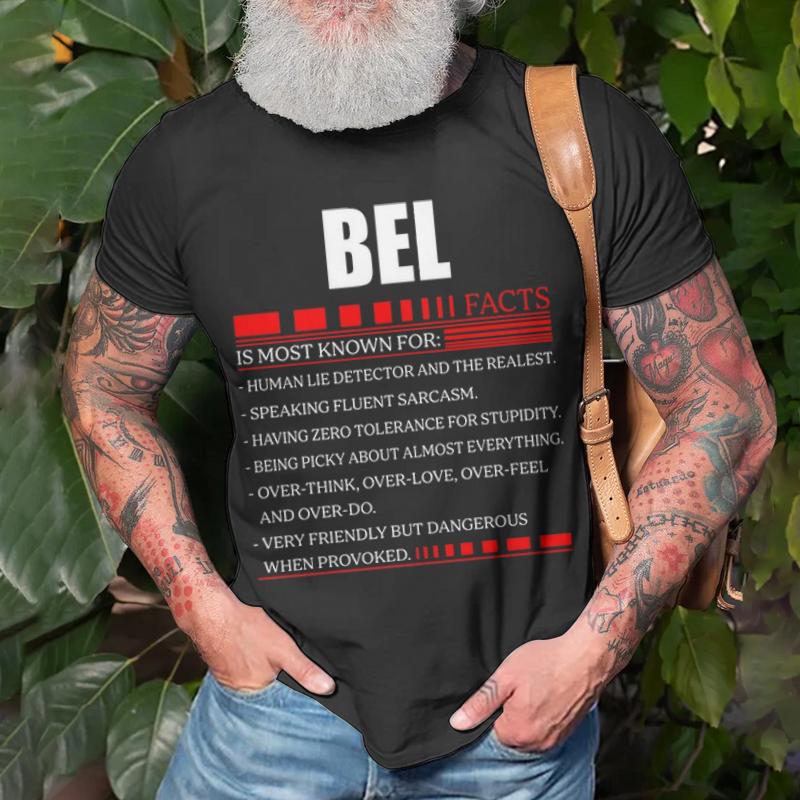 BEL
FACTS
IS MOST KNOWN FOR:
- HUMAN LIE DETECTOR AND THE REALEST.
- SPEAKING FLUENT SARCASM.
- HAVING ZERO TOLERANCE FOR STUPIDITY.
- BEING PICKY ABOUT ALMOST EVERYTHING.
- OVER-THINK, OVER-LOVE, OVER-FEEL
AND OVER-DO.
- VERY FRIENDLY BUT DANGEROUS
WHEN PROVOKED.
Estuardo